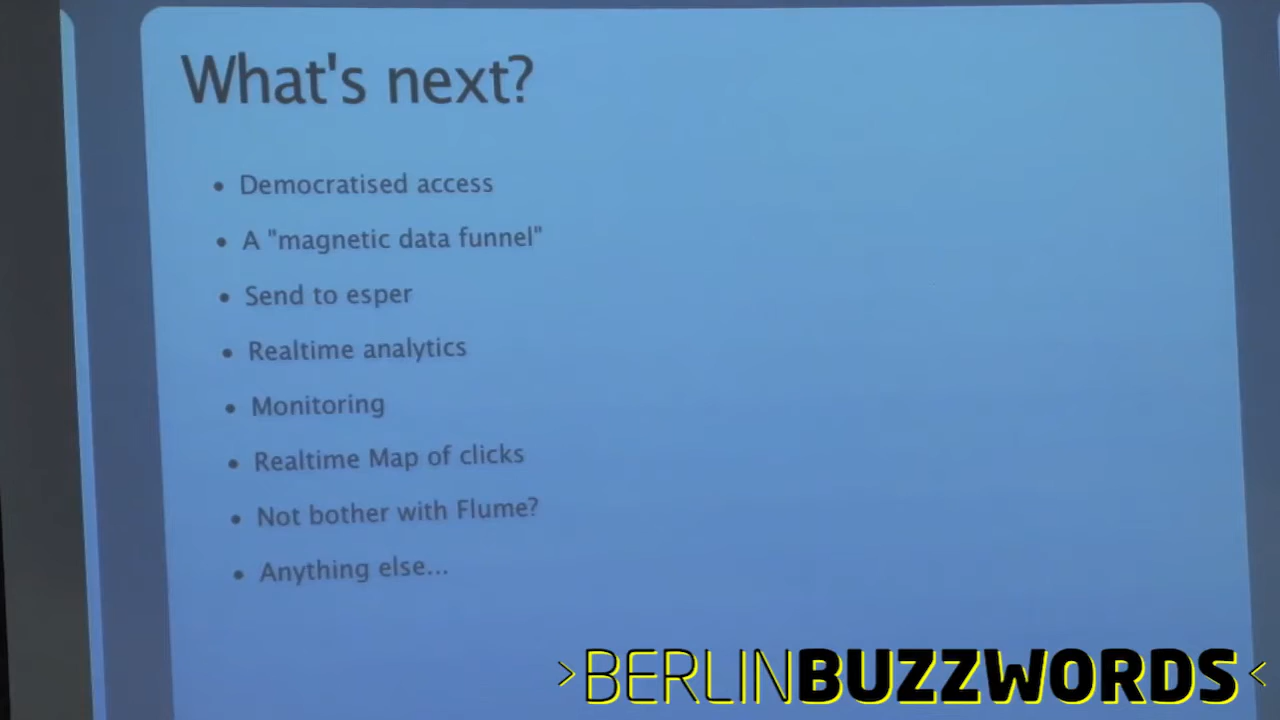 What's next?
• Democratised access
• A "magnetic data funnel"
• Send to esper
• Realtime analytics
• Monitoring
• Realtime Map of clicks
• Not bother with Flume?
• Anything else...
>BERLINBUZZWORDS<